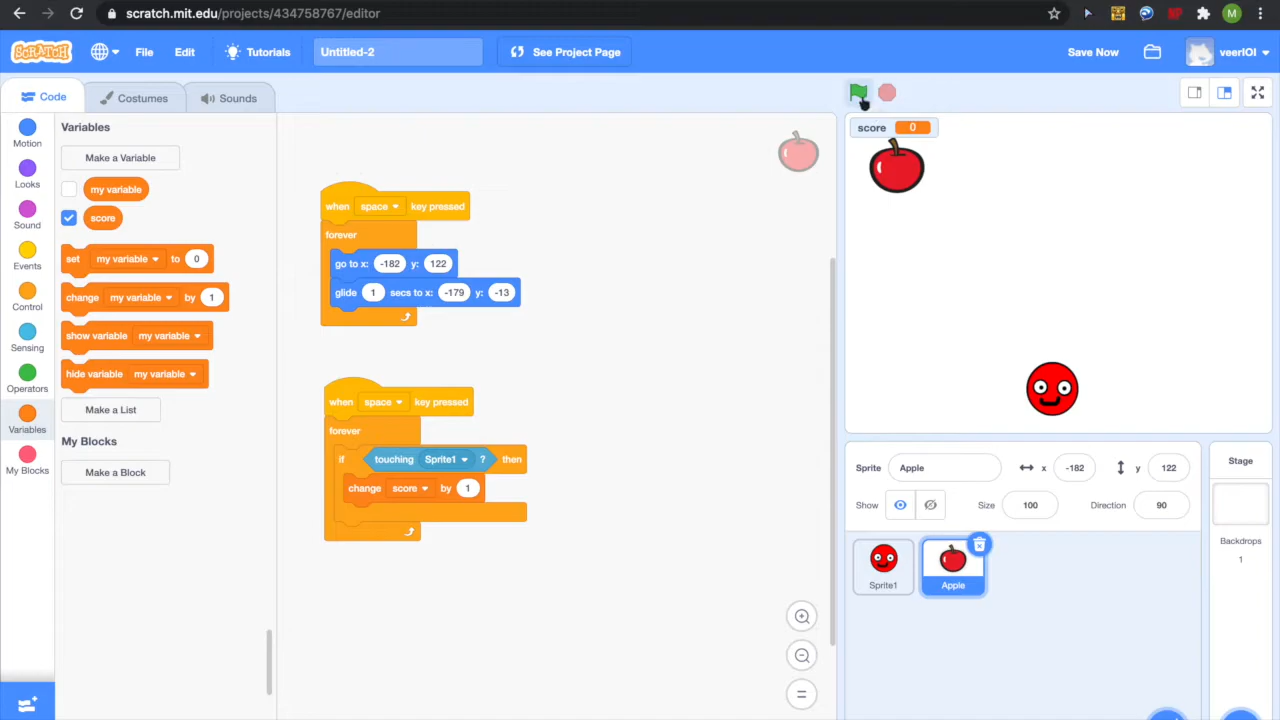 scratch.mit.edu/projects/434758767/editor
M
SCRATCH
File
Edit
Tutorials
Untitled-2
See Project Page
Save Now
veerIOI
Code
Costumes
Sounds
Motion
Looks
Sound
Events
Control
Sensing
Operators
Variables
My Blocks
Variables
Make a Variable
my variable
score
set my variable to 0
change my variable by 1
show variable my variable
hide variable my variable
Make a List
My Blocks
Make a Block
when space key pressed
forever
go to x: -182 y: 122
glide 1 secs to x: -179 y: -13
when space key pressed
forever
if touching Sprite1 ? then
change score by 1
score 0
Sprite Apple x -182 y 122
Show Size 100 Direction 90
Sprite1
Apple
Stage
Backdrops
1